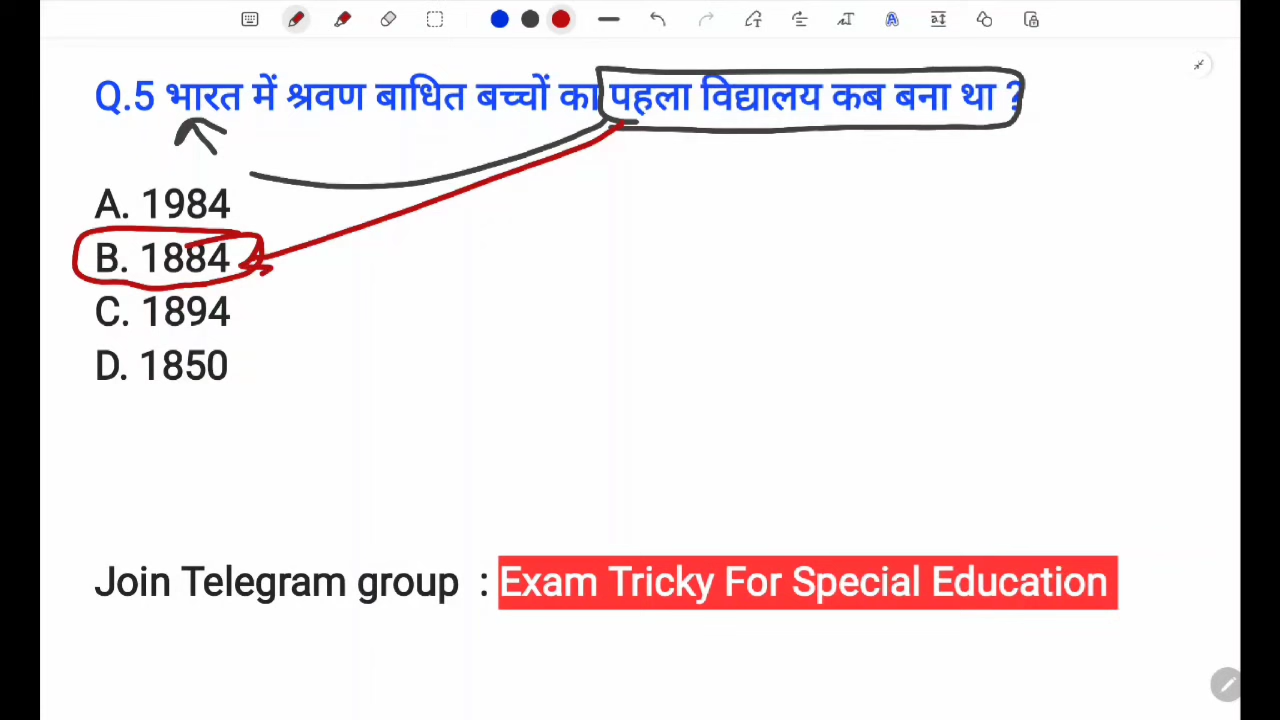 Q.5 भारत में श्रवण बाधित बच्चों का पहला विद्यालय कब बना था ?
A. 1984
B. 1884
C. 1894
D. 1850
Join Telegram group : Exam Tricky For Special Education